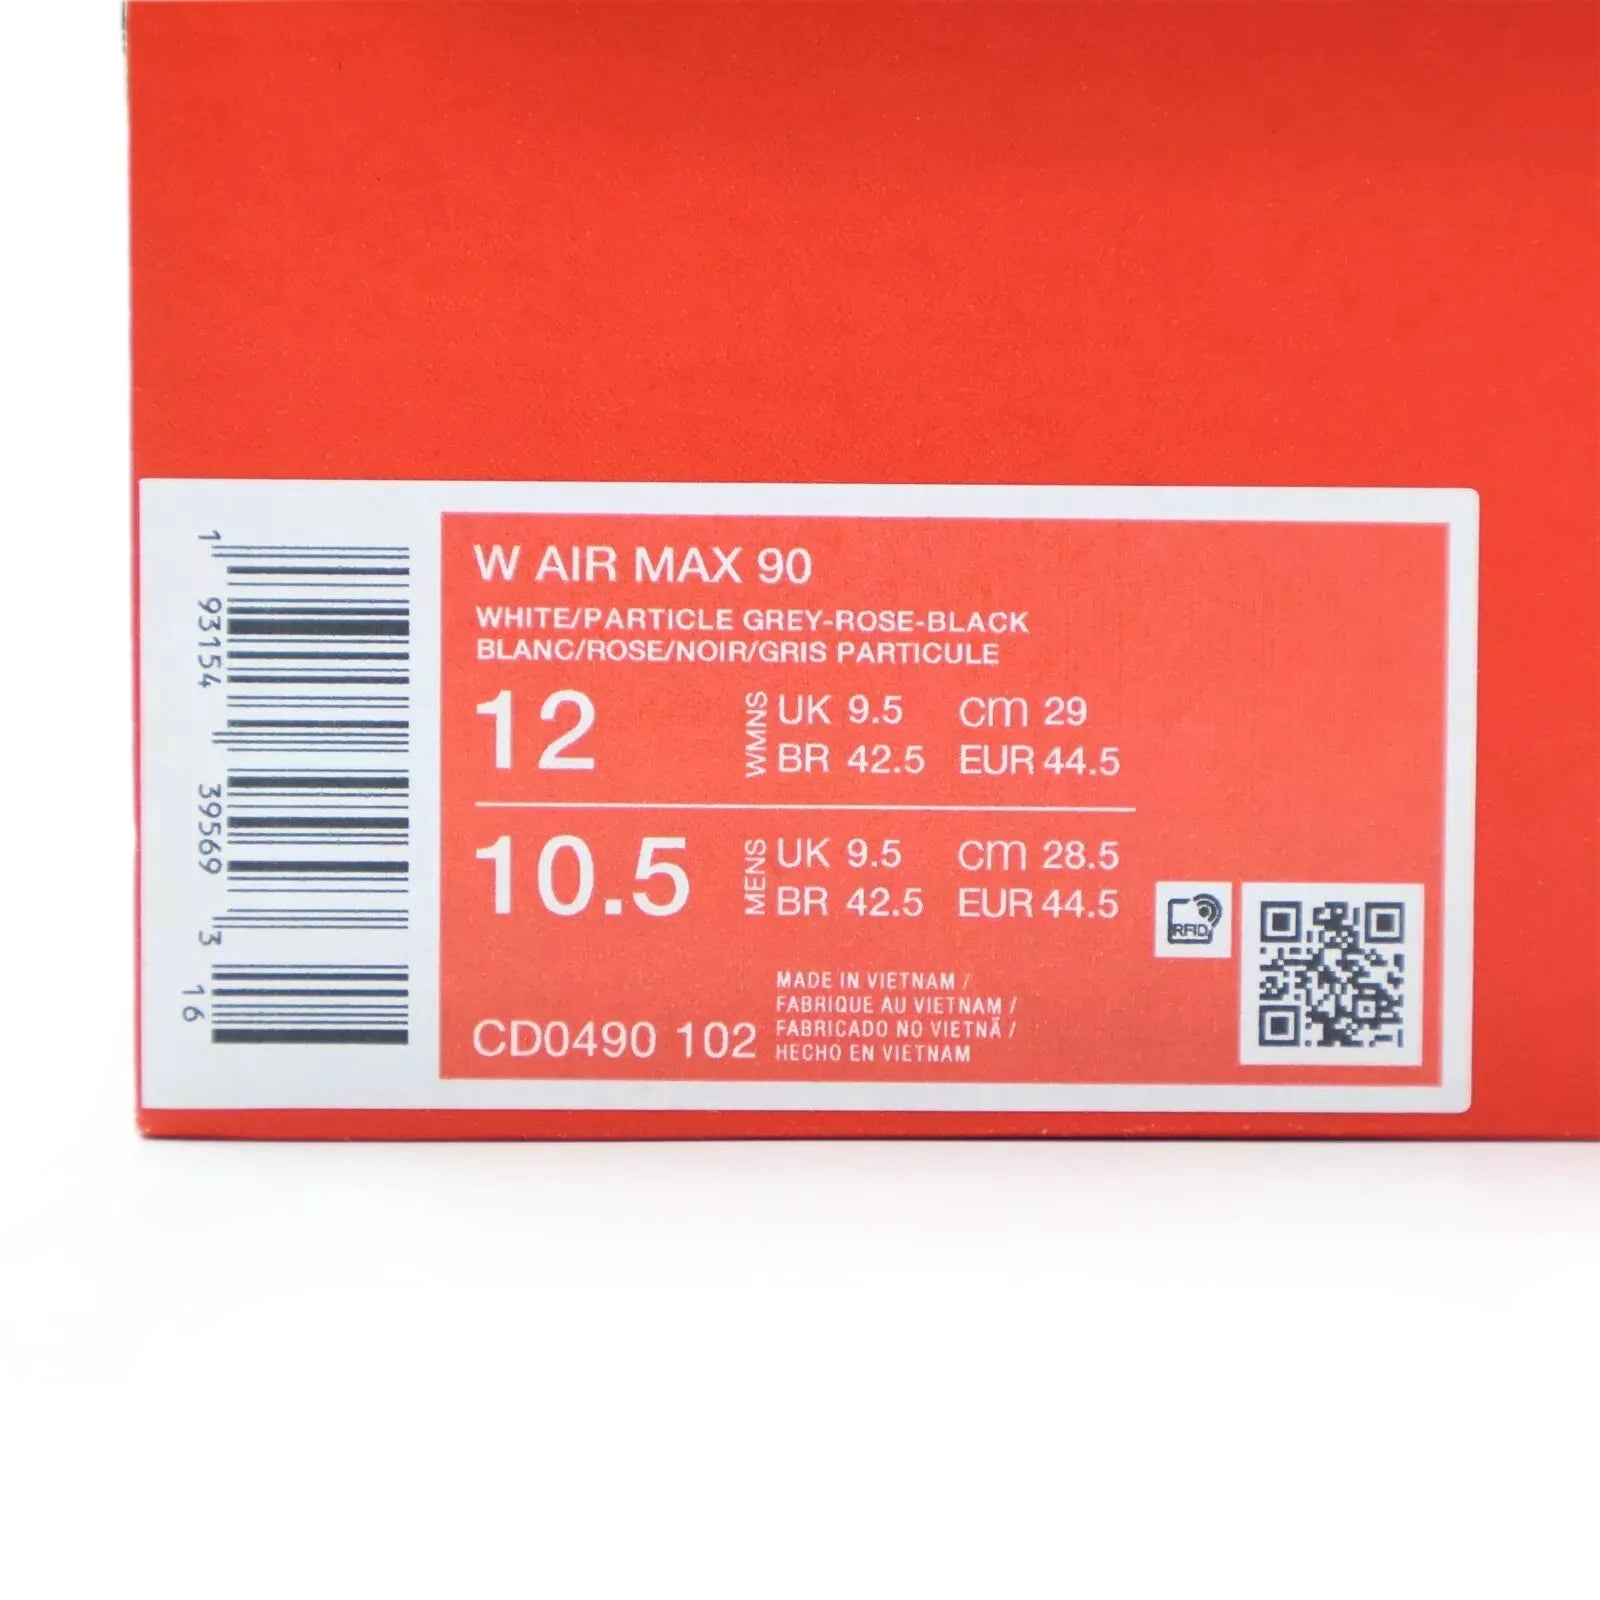 W AIR MAX 90
WHITE/PARTICLE GREY-ROSE-BLACK
BLANC/ROSE/NOIR/GRIS PARTICULE
12
WMNS
UK 9.5 cm 29
BR 42.5 EUR 44.5
10.5
MENS
UK 9.5 cm 28.5
BR 42.5 EUR 44.5
CD0490 102
MADE IN VIETNAM /
FABRIQUE AU VIETNAM /
FABRICADO NO VIETNÃ /
HECHO EN VIETNAM
RFID
1 93154 39569 3 16